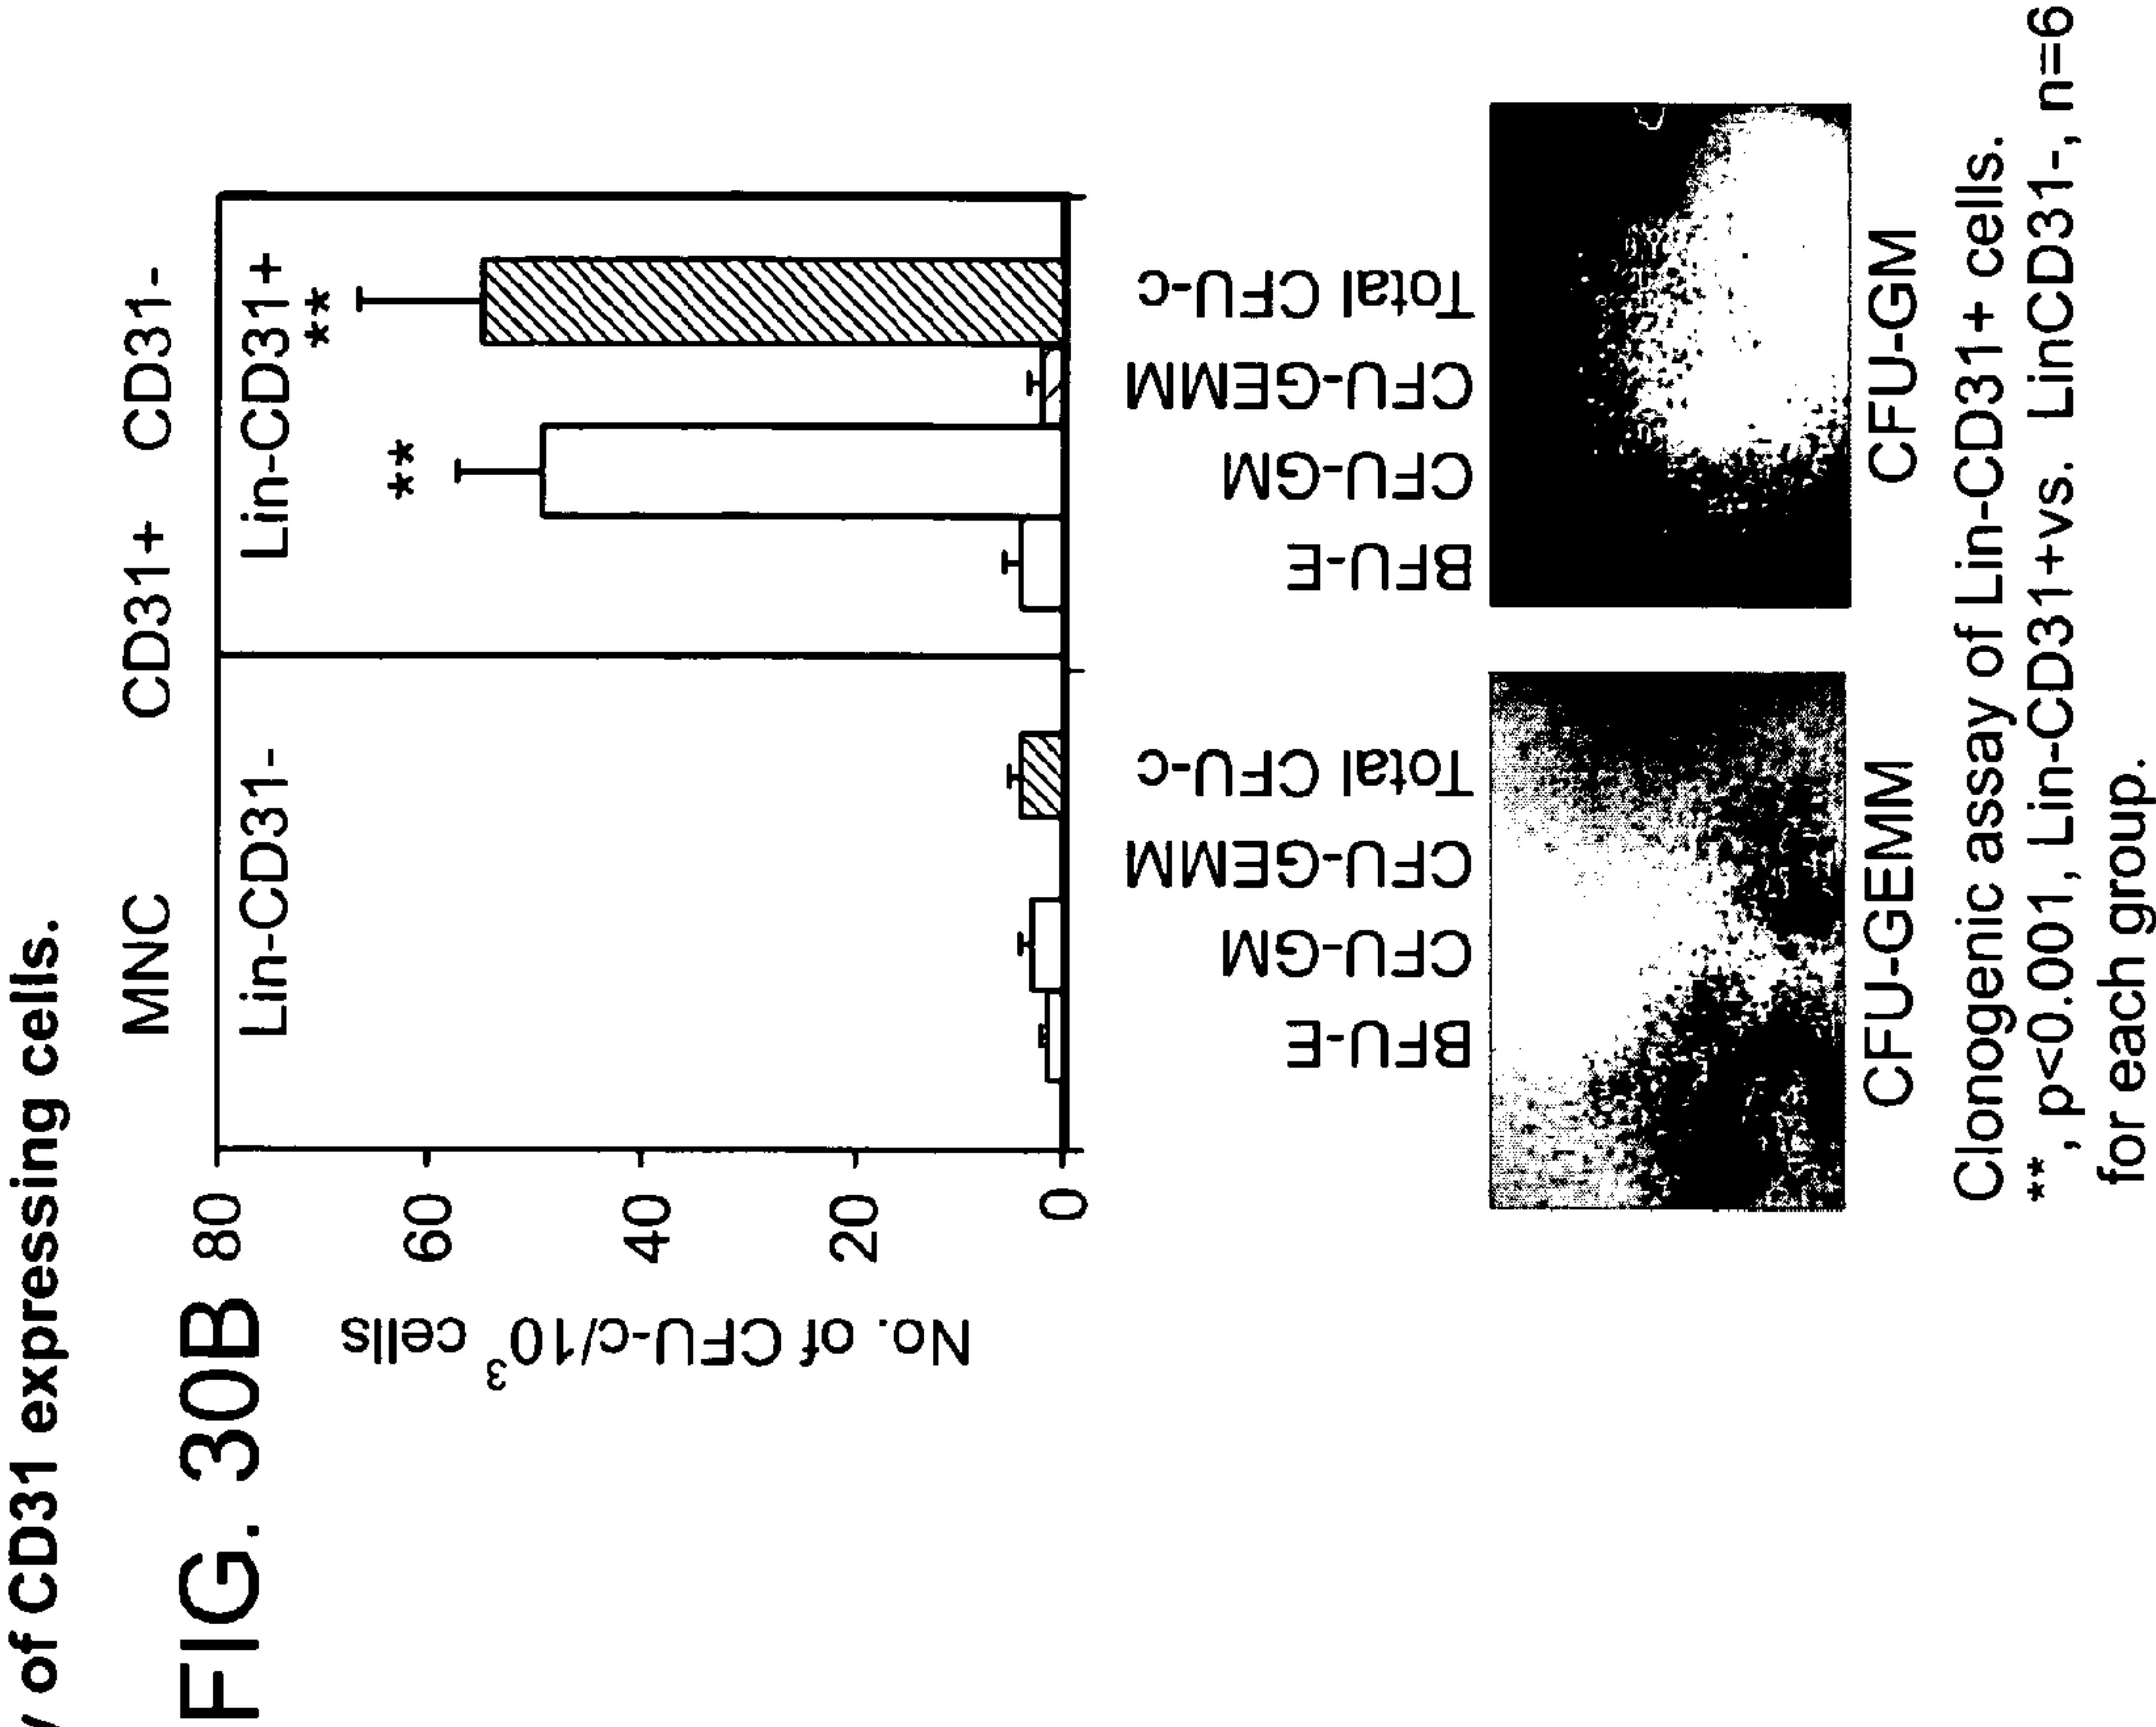 of CD31 expressing cells.
MNC CD31+ CD31-
FIG. 30B
Lin-CD31- Lin-CD31+
** **
No. of CFU-c/10³ cells
80
60
40
20
0
BFU-E CFU-GM CFU-GEMM Total CFU-c BFU-E CFU-GM CFU-GEMM Total CFU-c
CFU-GEMM CFU-GM
Clonogenic assay of Lin-CD31+ cells.
**, p<0.001, Lin-CD31+vs. LinCD31-, n=6
for each group.